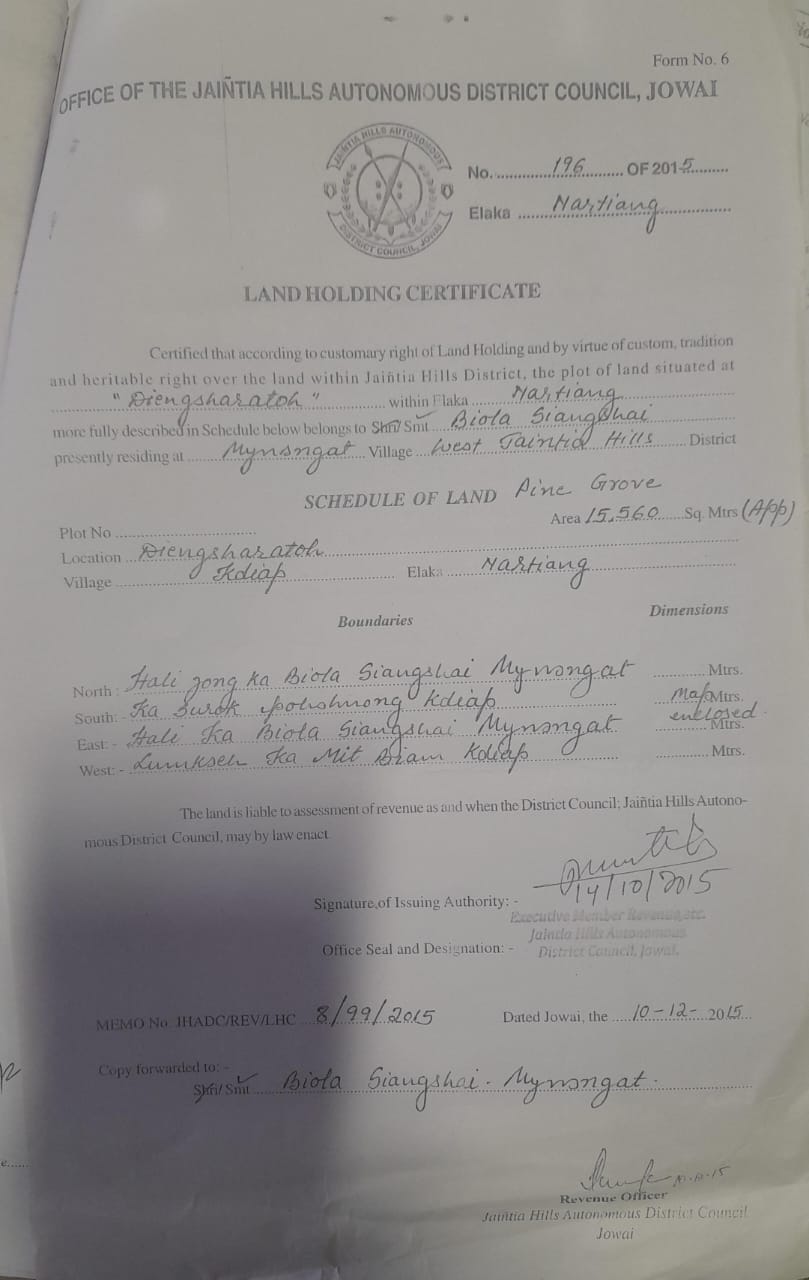 Form No. 6
OFFICE OF THE JAIÑTIA HILLS AUTONOMOUS DISTRICT COUNCIL, JOWAI
JAIÑTIA HILLS AUTONOMOUS
DISTRICT COUNCIL, JOWAI
No. 196 OF 2015
Elaka Nartiang
LAND HOLDING CERTIFICATE
Certified that according to customary right of Land Holding and by virtue of custom, tradition
and heritable right over the land within Jaiñtia Hills District, the plot of land situated at
"Diengsharatoh" within Elaka Nartiang
more fully described in Schedule below belongs to Shri/Smt Biola Siangshai
presently residing at Mynsngat Village West Jaintia Hills District
SCHEDULE OF LAND Pine Grove
Plot No Area 15,560 Sq. Mtrs (App)
Location Diengsharatoh
Village Kdiap Elaka Nartiang
Boundaries Dimensions
North : Hali jong ka Biola Siangshai Mynsngat Mtrs.
South: - Ka Surok Kdiap Map Mtrs.
East: - Hali Ka Biola Siangshai Mynsngat enclosed Mtrs.
West: - Lumkseh Ka Mit Biam Kdiap Mtrs.
The land is liable to assessment of revenue as and when the District Council; Jaiñtia Hills Autono-
mous District Council, may by law enact.
14/10/2015
Signature of Issuing Authority: -
Executive Member Revenue, etc.
Jaintia Hills Autonomous
Office Seal and Designation: - District Council, Jowai.
MEMO No. JHADC/REV/LHC 8/99/2015 Dated Jowai, the 10-12- 2015
Copy forwarded to: -
Shri/Smt Biola Siangshai. Mynsngat.
Revenue Officer
Jaiñtia Hills Autonomous District Council
Jowai